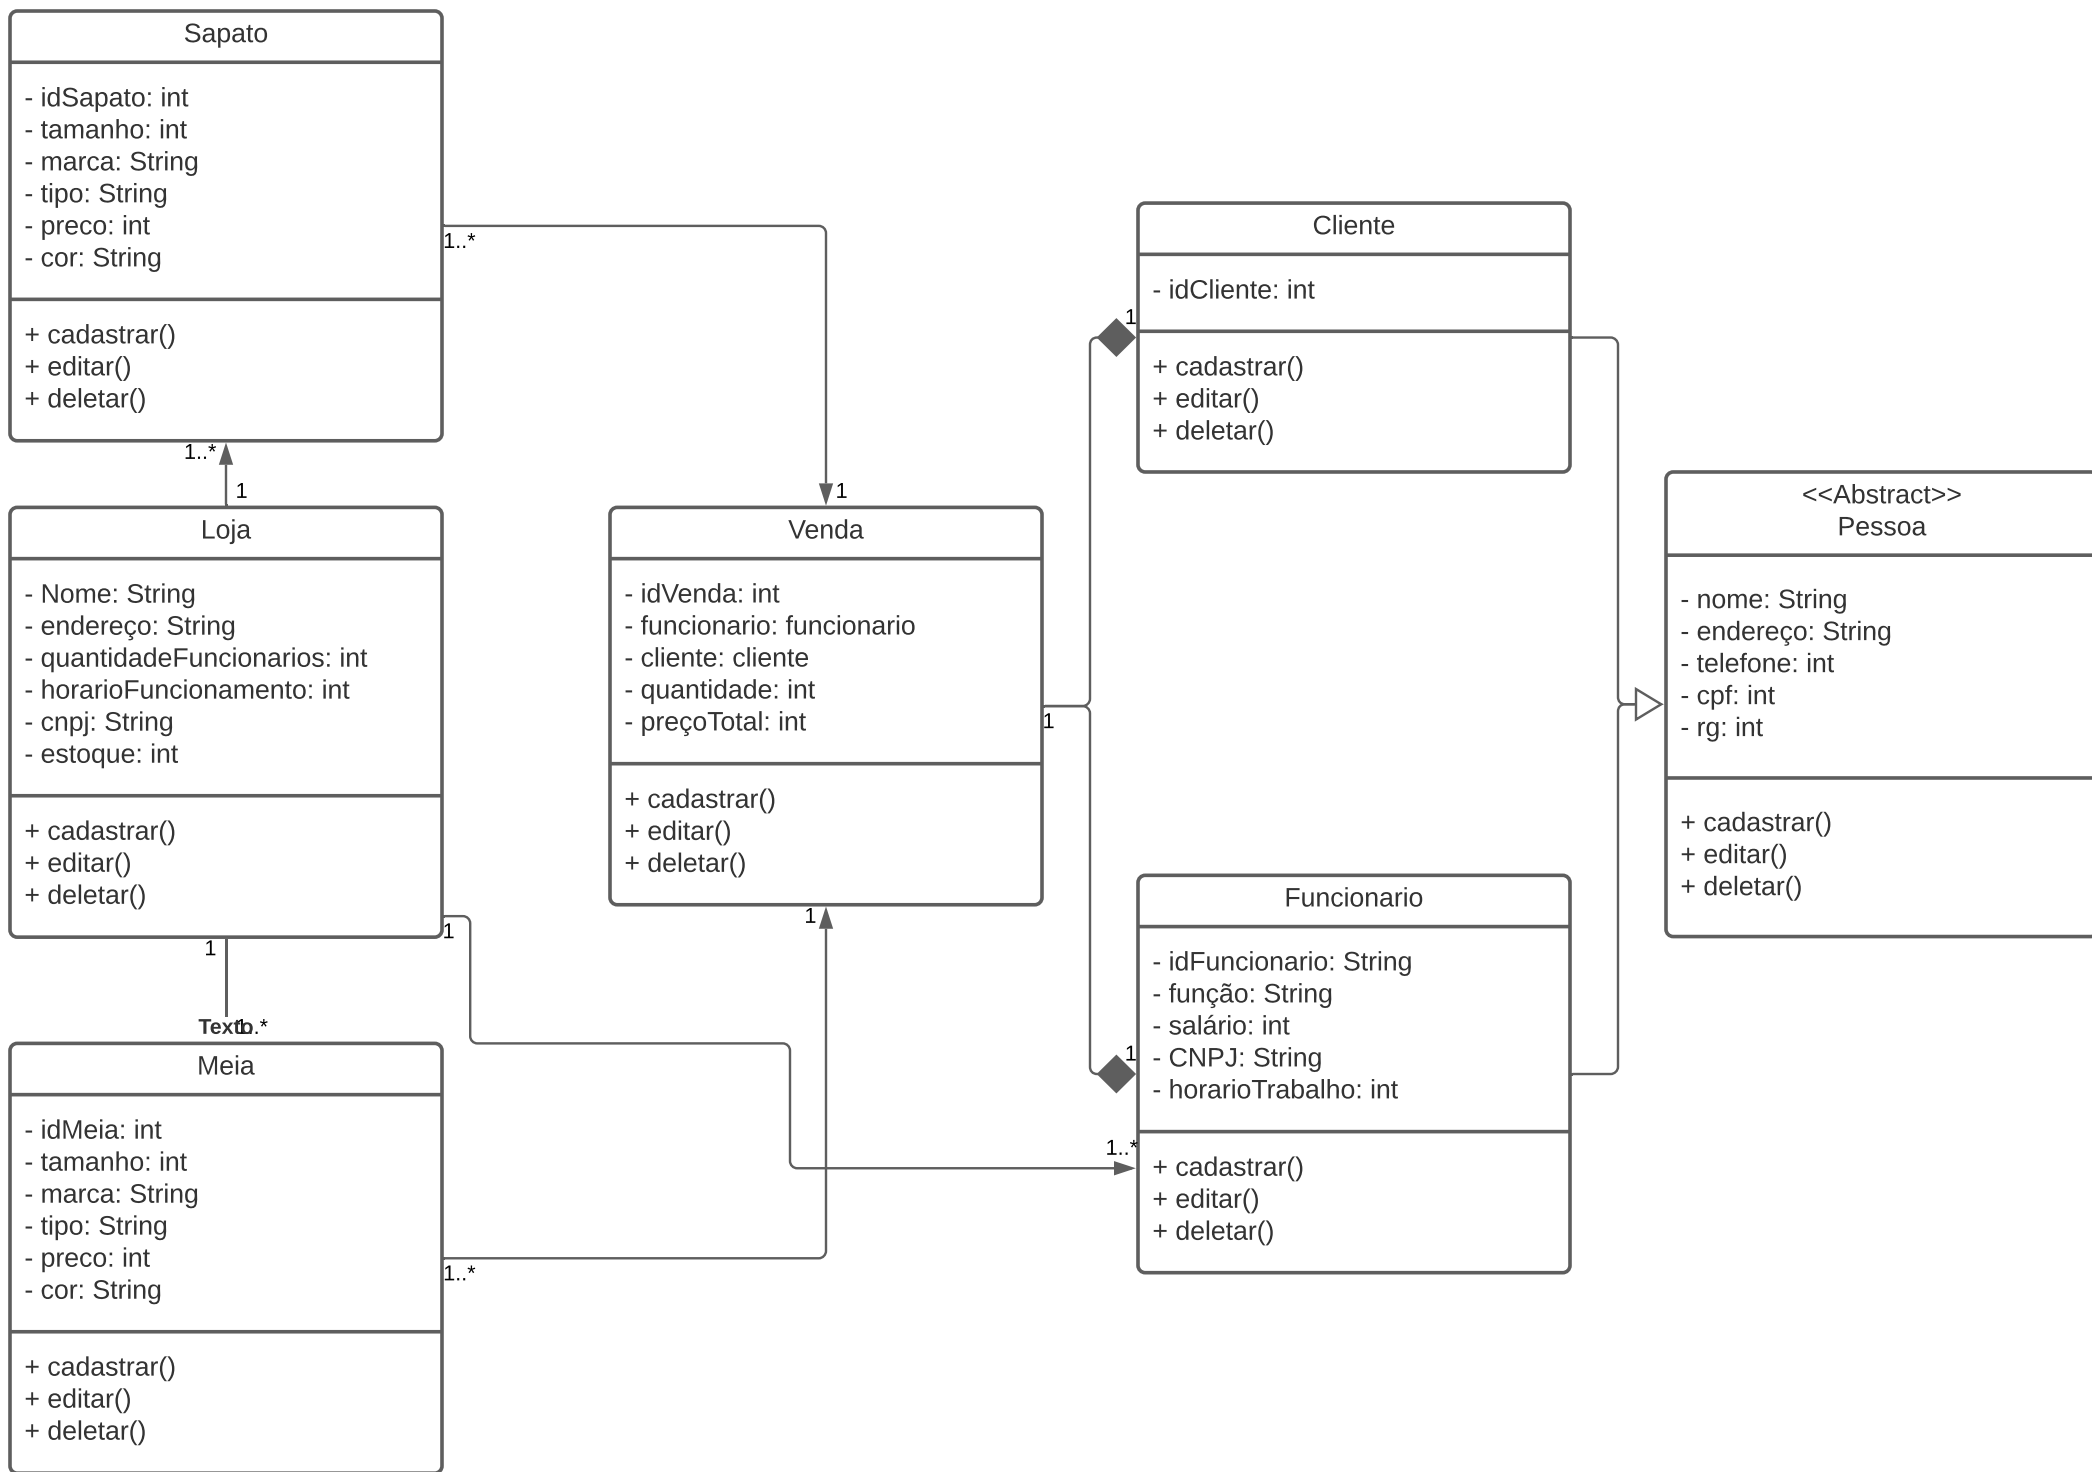 Sapato
- idSapato: int
- tamanho: int
- marca: String
- tipo: String
- preco: int
- cor: String
+ cadastrar()
+ editar()
+ deletar()
1..*
1..*
1
1
Loja
- Nome: String
- endereço: String
- quantidadeFuncionarios: int
- horarioFuncionamento: int
- cnpj: String
- estoque: int
+ cadastrar()
+ editar()
+ deletar()
1
1
Texto
1..*
Meia
- idMeia: int
- tamanho: int
- marca: String
- tipo: String
- preco: int
- cor: String
+ cadastrar()
+ editar()
+ deletar()
1..*
Venda
- idVenda: int
- funcionario: funcionario
- cliente: cliente
- quantidade: int
- preçoTotal: int
+ cadastrar()
+ editar()
+ deletar()
1
1
Cliente
- idCliente: int
+ cadastrar()
+ editar()
+ deletar()
1
Funcionario
- idFuncionario: String
- função: String
- salário: int
- CNPJ: String
- horarioTrabalho: int
+ cadastrar()
+ editar()
+ deletar()
1
1..*
<<Abstract>>
Pessoa
- nome: String
- endereço: String
- telefone: int
- cpf: int
- rg: int
+ cadastrar()
+ editar()
+ deletar()